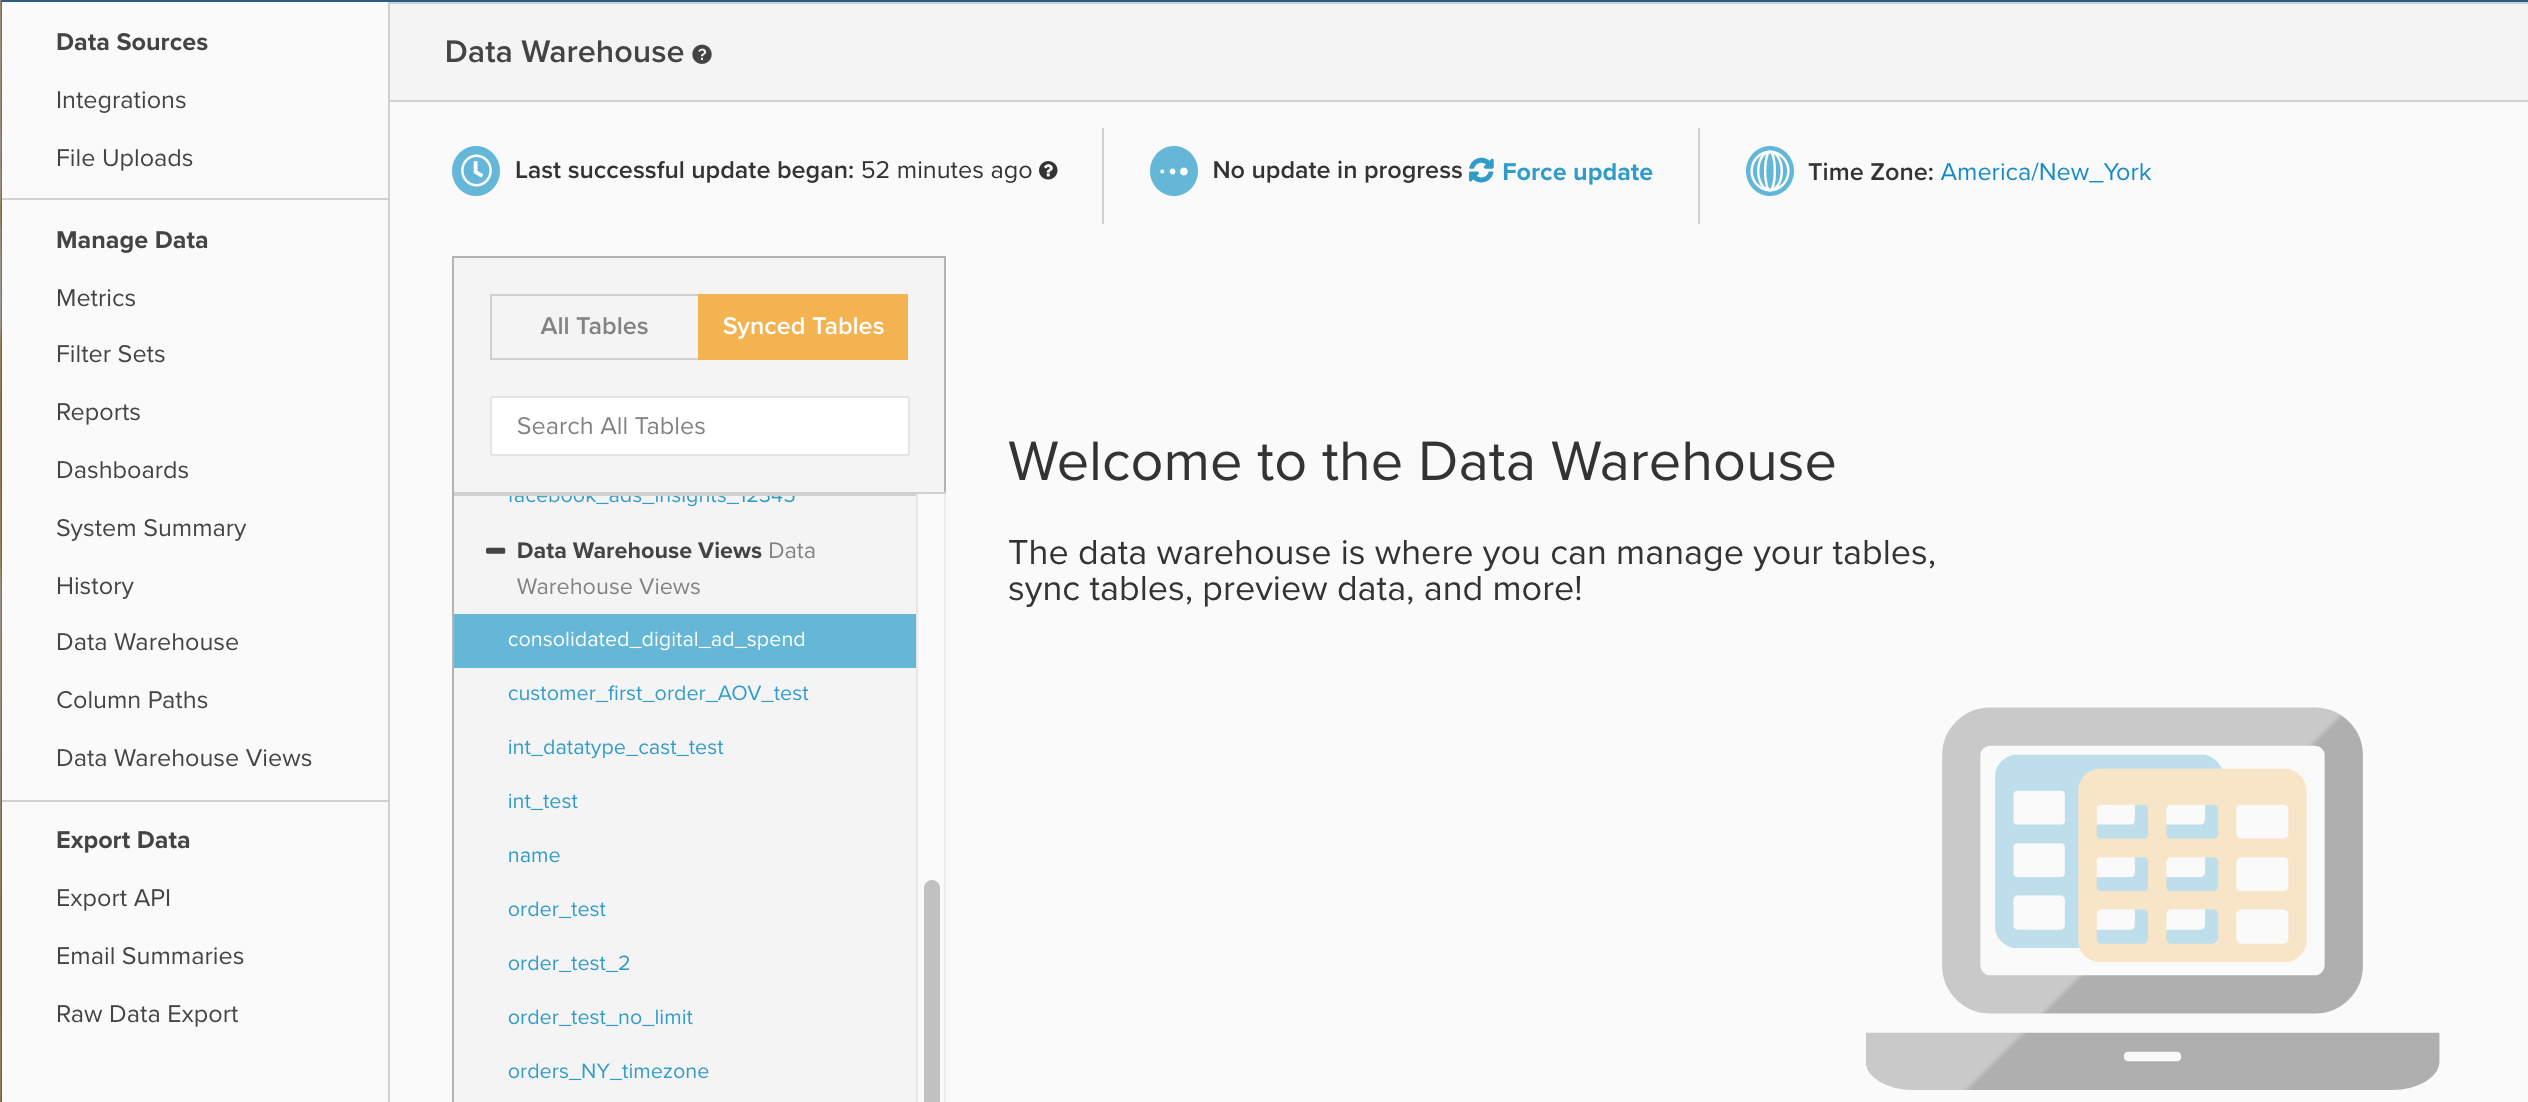 Data Sources
Integrations
File Uploads
Manage Data
Metrics
Filter Sets
Reports
Dashboards
System Summary
History
Data Warehouse
Column Paths
Data Warehouse Views
Export Data
Export API
Email Summaries
Raw Data Export
Data Warehouse ?
Last successful update began: 52 minutes ago ?
No update in progress Force update
Time Zone: America/New_York
All Tables
Synced Tables
Search All Tables
facebook_ads_insights_12345
Data Warehouse Views Data
Warehouse Views
consolidated_digital_ad_spend
customer_first_order_AOV_test
int_datatype_cast_test
int_test
name
order_test
order_test_2
order_test_no_limit
orders_NY_timezone
Welcome to the Data Warehouse
The data warehouse is where you can manage your tables,
sync tables, preview data, and more!